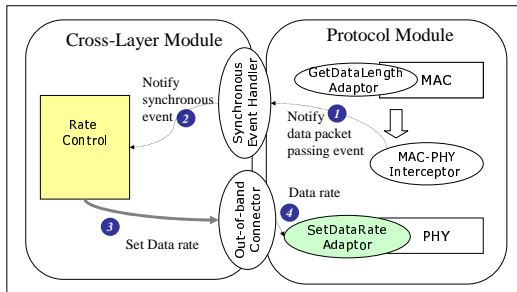 Cross-Layer Module
Protocol Module
GetDataLength
Adaptor
MAC
Notify
synchronous
event
2
Synchronous
Event Handler
1
Notify
data packet
passing event
Rate
Control
MAC-PHY
Interceptor
3
Set Data rate
Out-of-band
Connector
Data rate
4
SetDataRate
Adaptor
PHY